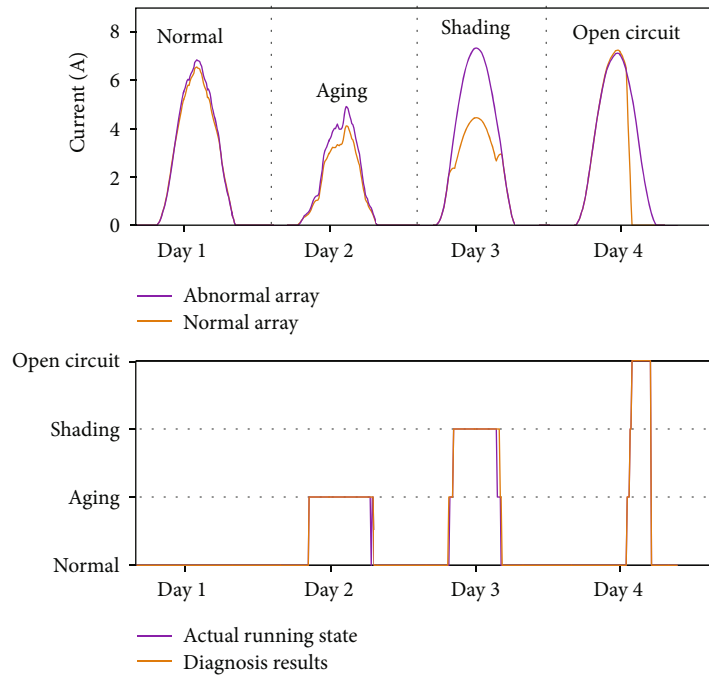 8
6
4
2
0
Current (A)
Normal
Aging
Shading
Open circuit
Day 1
Day 2
Day 3
Day 4
Abnormal array
Normal array
Open circuit
Shading
Aging
Normal
Day 1
Day 2
Day 3
Day 4
Actual running state
Diagnosis results